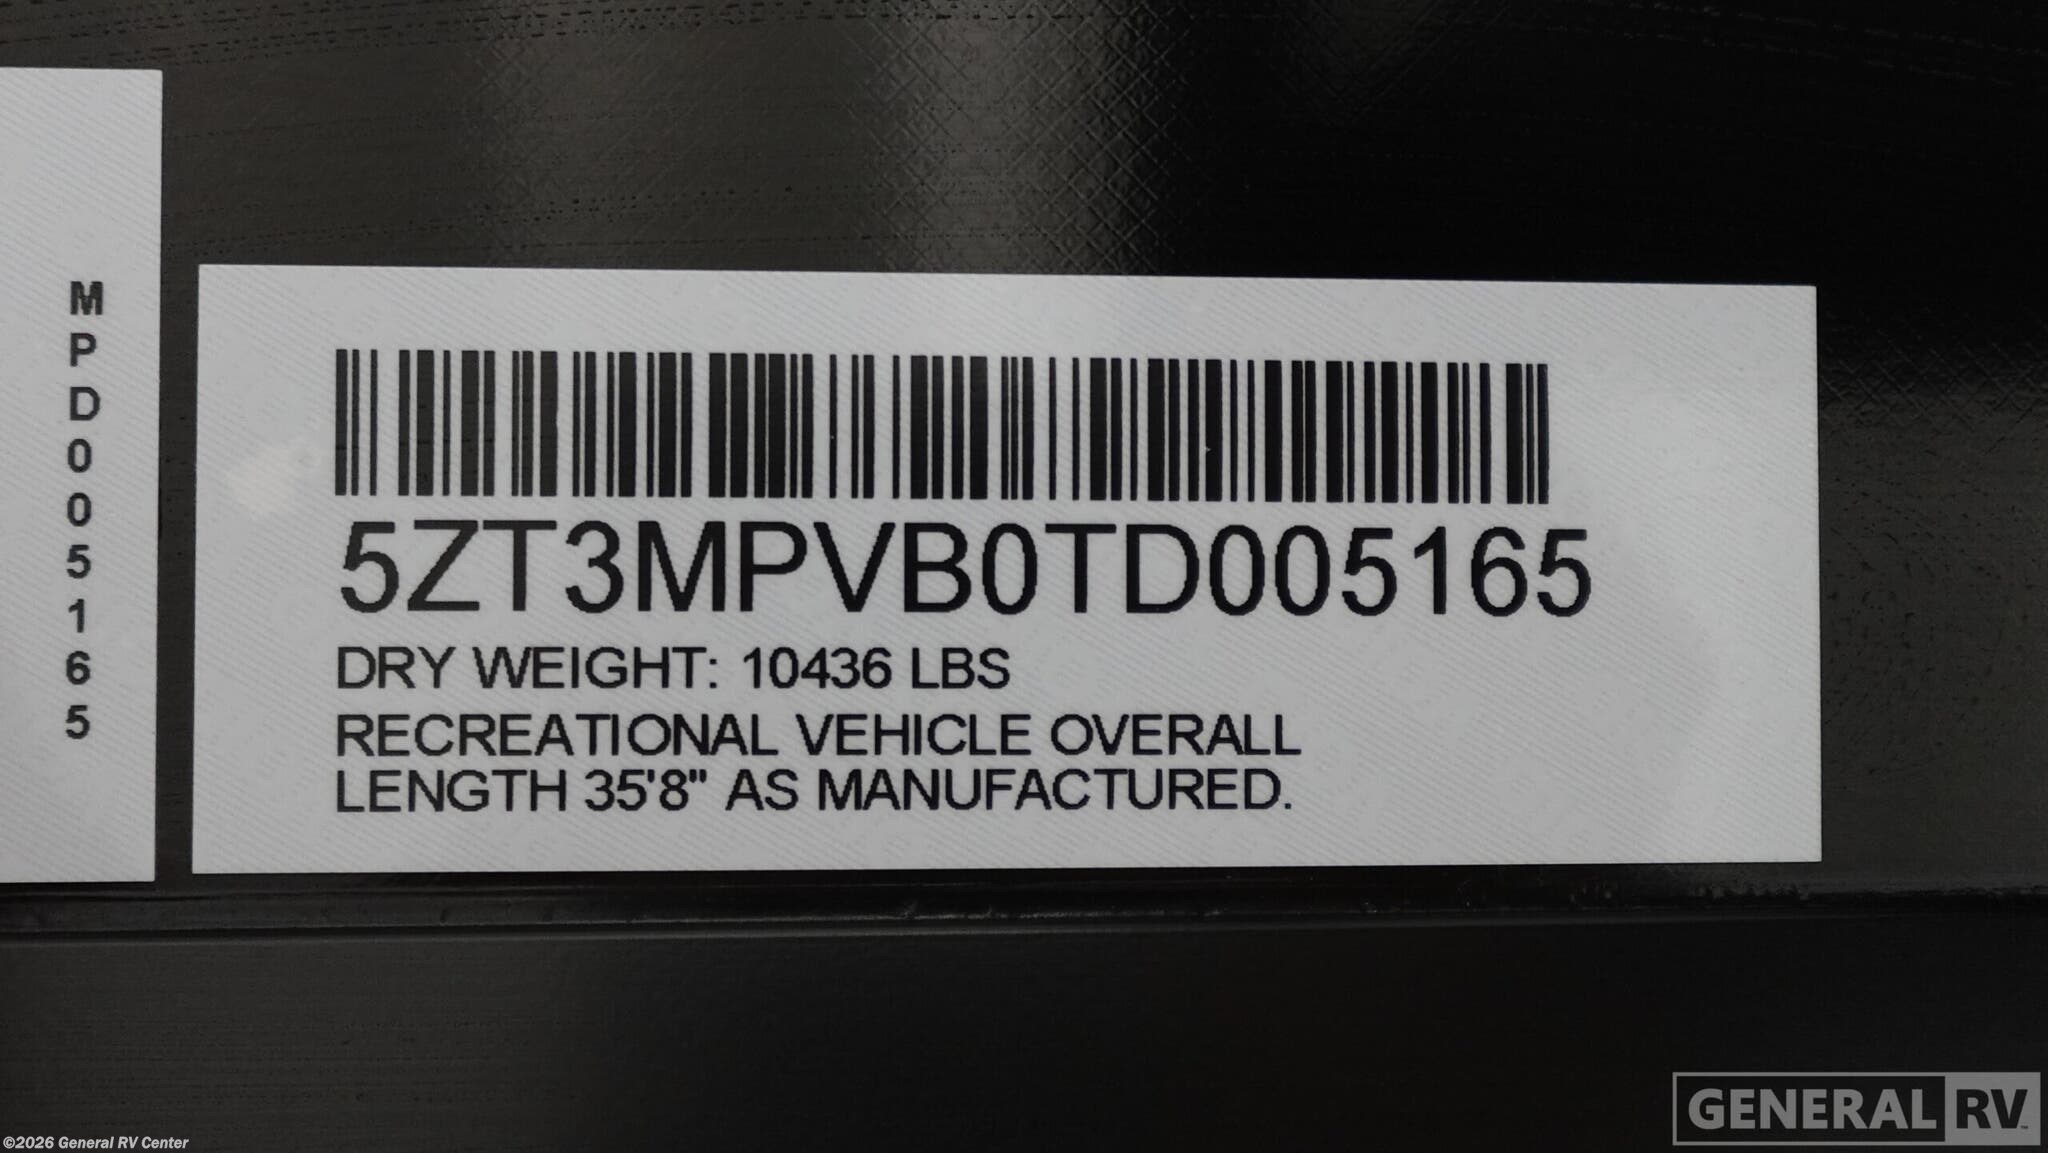 M
P
D
0
0
5
1
6
5
5ZT3MPVB0TD005165
DRY WEIGHT: 10436 LBS
RECREATIONAL VEHICLE OVERALL
LENGTH 35'8" AS MANUFACTURED.
GENERAL RV
©2026 General RV Center